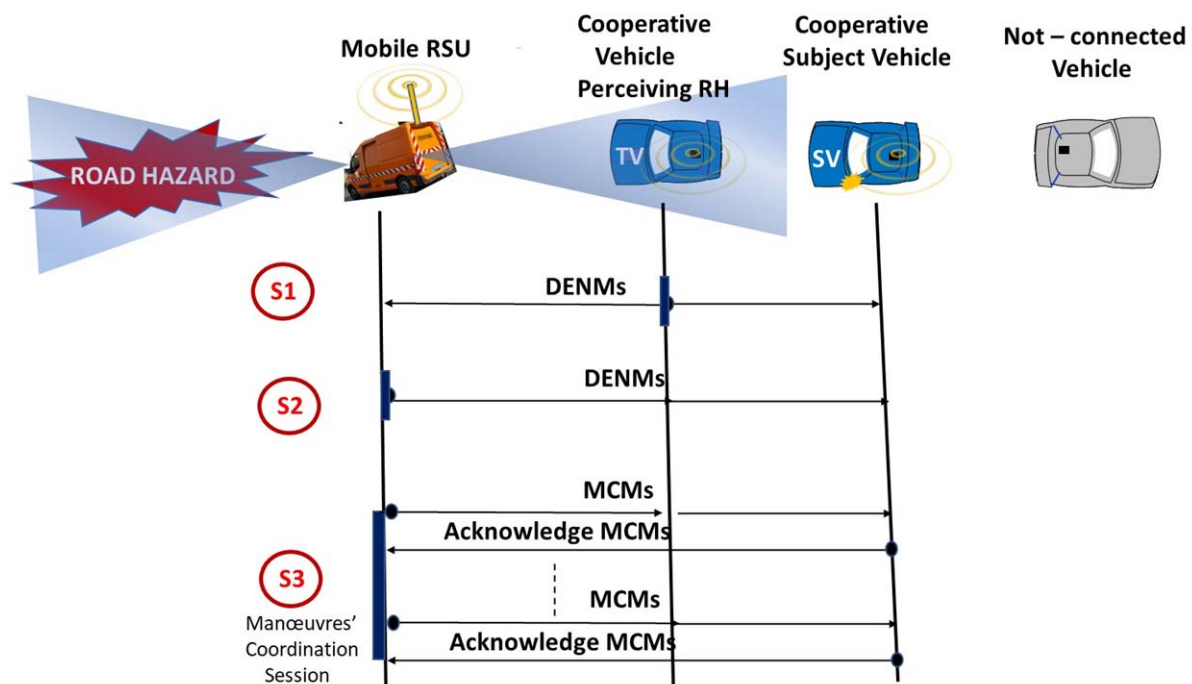 Mobile RSU
Cooperative
Vehicle
Perceiving RH
Cooperative
Subject Vehicle
Not – connected
Vehicle
ROAD HAZARD
TV
SV
S1
DENMs
S2
DENMs
MCMs
Acknowledge MCMs
S3
MCMs
Manœuvres'
Coordination
Session
Acknowledge MCMs